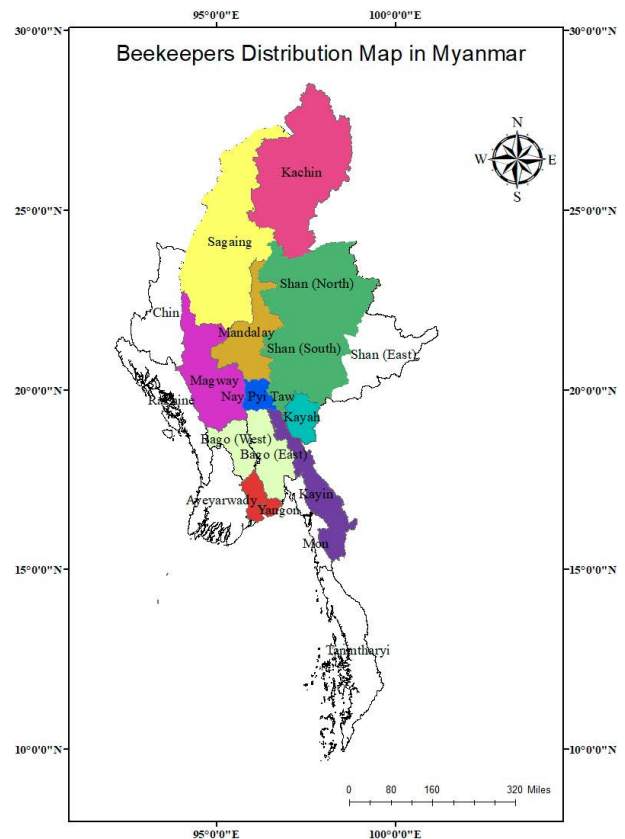 95°0'0"E 100°0'0"E
30°0'0"N 30°0'0"N
Beekeepers Distribution Map in Myanmar
N
W E
S
Kachin
25°0'0"N 25°0'0"N
Sagaing
Shan (North)
Chin
Mandalay
Shan (South)
Shan (East)
20°0'0"N 20°0'0"N
Magway
Nay Pyi Taw
Rakhine
Kayah
Bago (West)
Bago (East)
Ayeyarwady
Kayin
Yangon
Mon
15°0'0"N 15°0'0"N
Tanintharyi
10°0'0"N 10°0'0"N
0 80 160 320 Miles
95°0'0"E 100°0'0"E